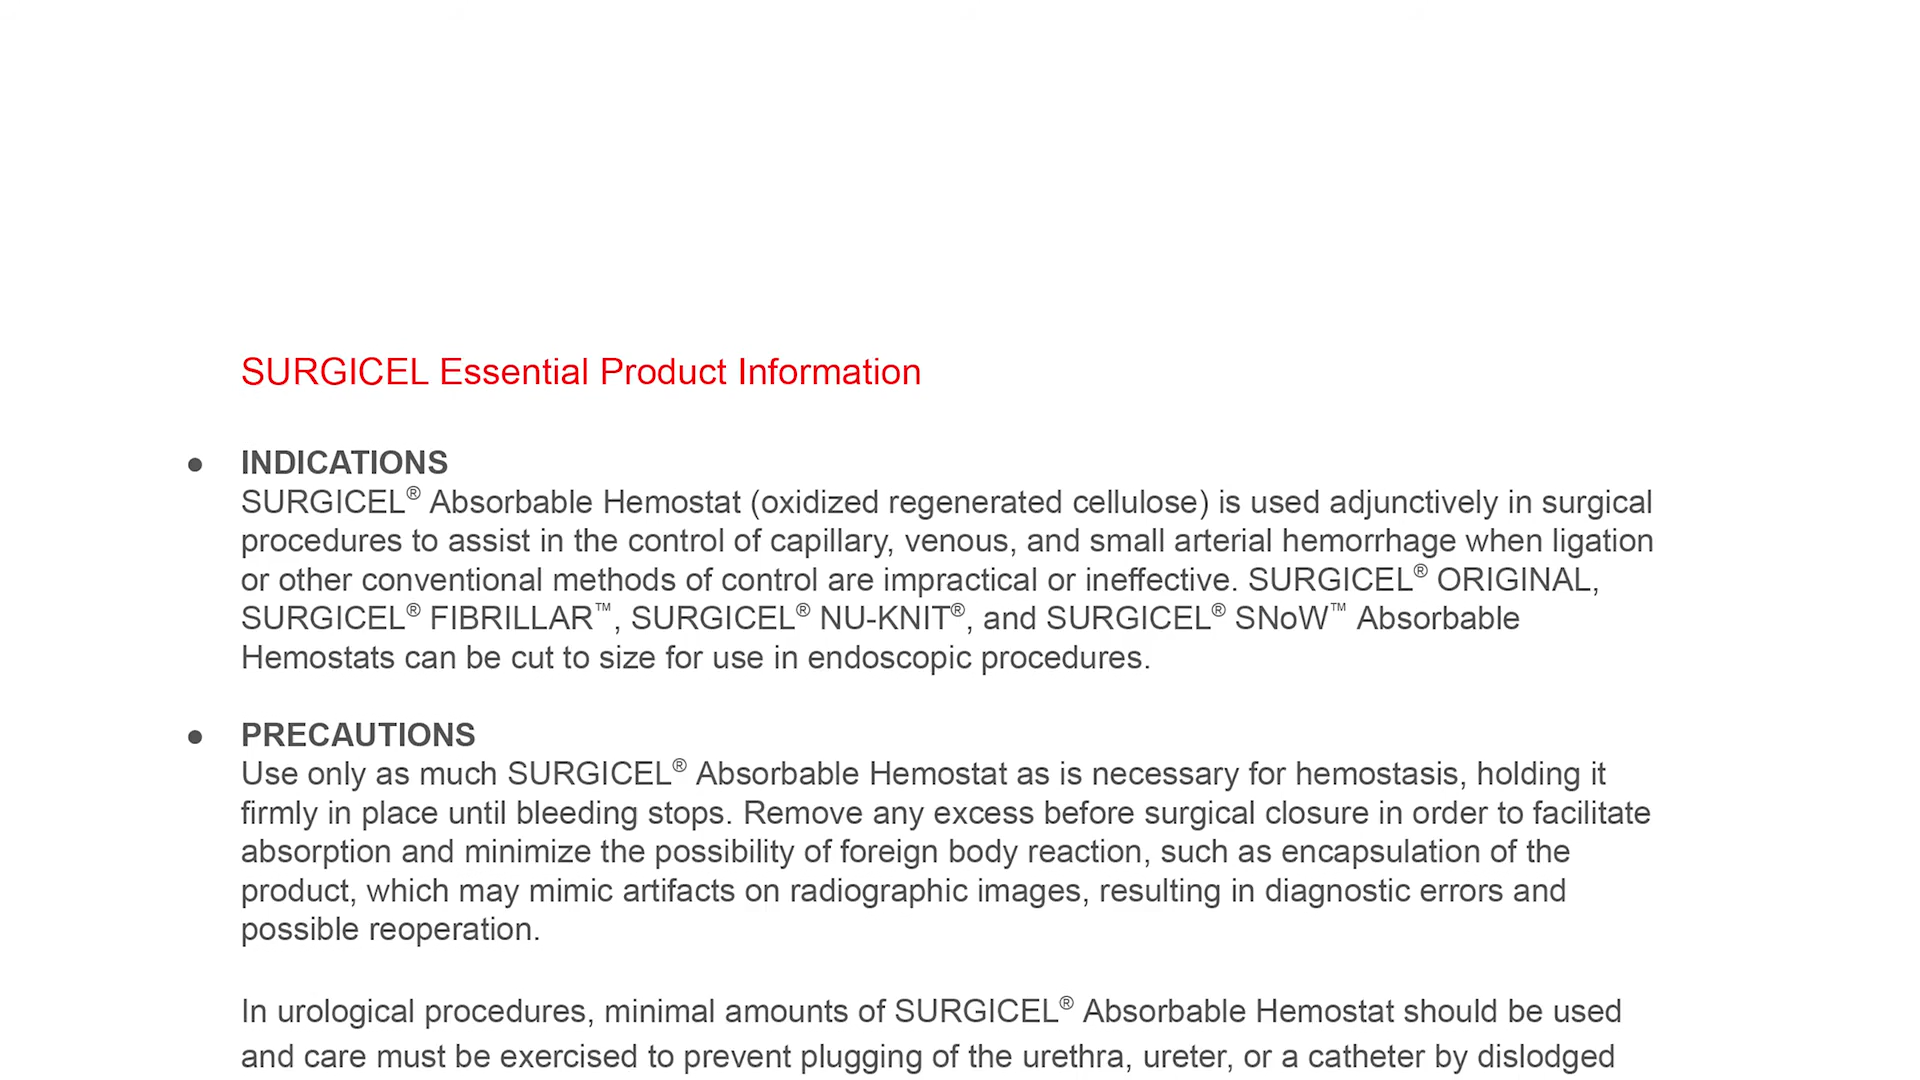 SURGICEL Essential Product Information
● INDICATIONS
SURGICEL® Absorbable Hemostat (oxidized regenerated cellulose) is used adjunctively in surgical
procedures to assist in the control of capillary, venous, and small arterial hemorrhage when ligation
or other conventional methods of control are impractical or ineffective. SURGICEL® ORIGINAL,
SURGICEL® FIBRILLAR™, SURGICEL® NU-KNIT®, and SURGICEL® SNoW™ Absorbable
Hemostats can be cut to size for use in endoscopic procedures.
● PRECAUTIONS
Use only as much SURGICEL® Absorbable Hemostat as is necessary for hemostasis, holding it
firmly in place until bleeding stops. Remove any excess before surgical closure in order to facilitate
absorption and minimize the possibility of foreign body reaction, such as encapsulation of the
product, which may mimic artifacts on radiographic images, resulting in diagnostic errors and
possible reoperation.
In urological procedures, minimal amounts of SURGICEL® Absorbable Hemostat should be used
and care must be exercised to prevent plugging of the urethra, ureter, or a catheter by dislodged